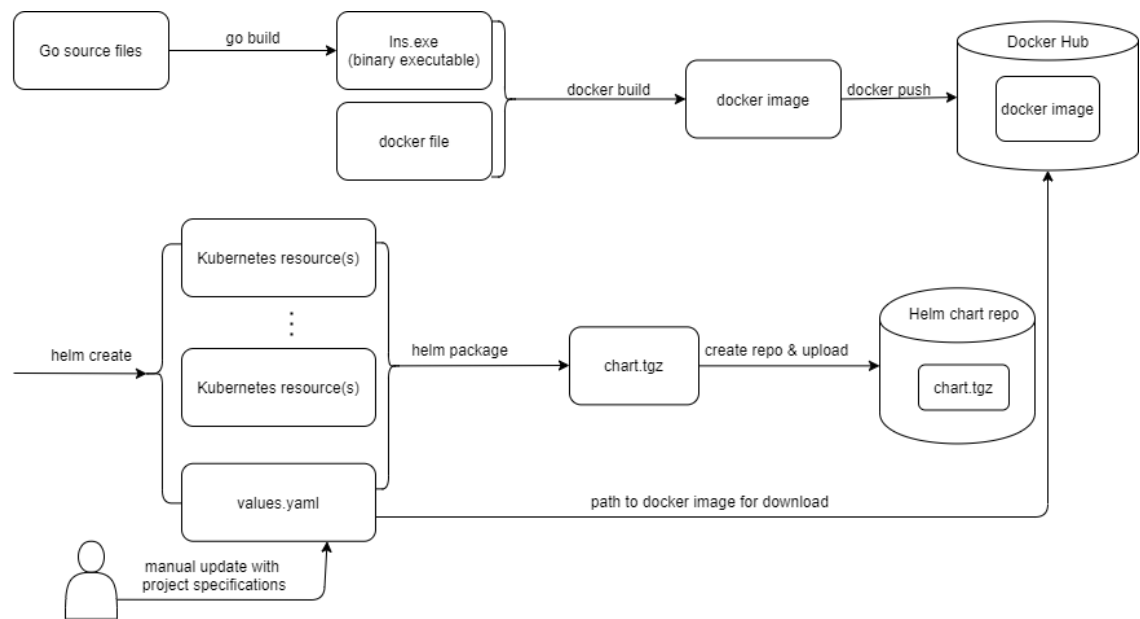 Go source files
go build
lns.exe
(binary executable)
docker file
docker build
docker image
docker push
Docker Hub
docker image
helm create
Kubernetes resource(s)
Kubernetes resource(s)
values.yaml
helm package
chart.tgz
create repo & upload
Helm chart repo
chart.tgz
path to docker image for download
manual update with
project specifications